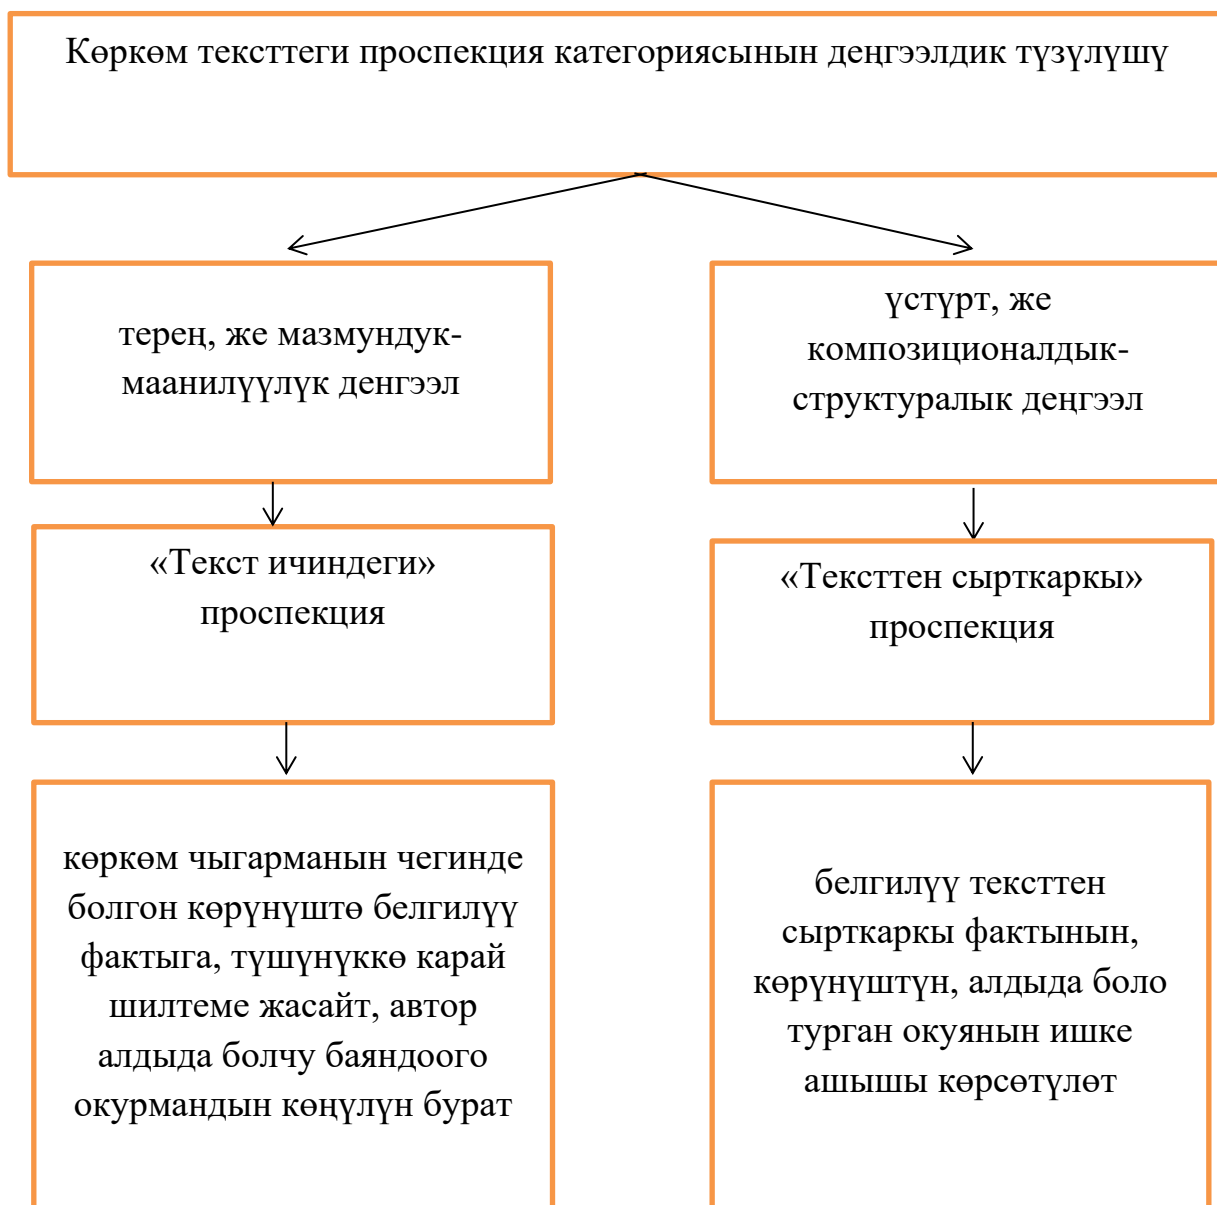 Көркөм тексттеги проспекция категориясынын деңгээлдик түзүлүшү
терең, же мазмундук-
маанилүүлүк денгээл
үстүрт, же
композиционалдык-
структуралык деңгээл
«Текст ичиндеги»
проспекция
«Тексттен сырткаркы»
проспекция
көркөм чыгарманын чегинде
болгон көрүнүштө белгилүү
фактыга, түшүнүккө карай
шилтеме жасайт, автор
алдыда болчу баяндоого
окурмандын көңүлүн бурат
белгилүү тексттен
сырткаркы фактынын,
көрүнүштүн, алдыда боло
турган окуянын ишке
ашышы көрсөтүлөт